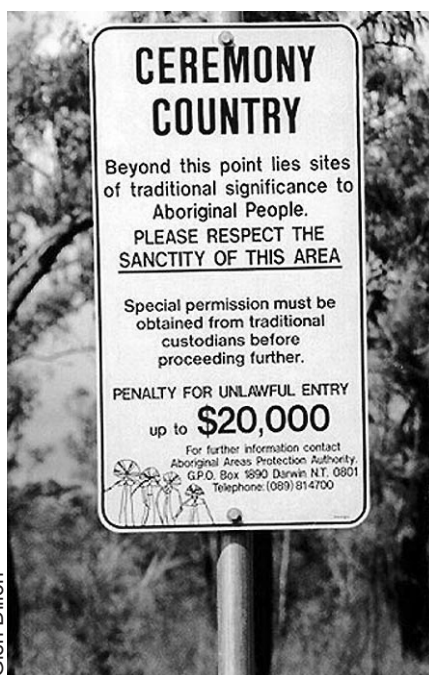 CEREMONY
COUNTRY
Beyond this point lies sites
of traditional significance to
Aboriginal People.
PLEASE RESPECT THE
SANCTITY OF THIS AREA
Special permission must be
obtained from traditional
custodians before
proceeding further.
PENALTY FOR UNLAWFUL ENTRY
up to $20,000
For further information contact
Aboriginal Areas Protection Authority,
G.P.O. Box 1890 Darwin N.T. 0801
Telephone: (089) 814700